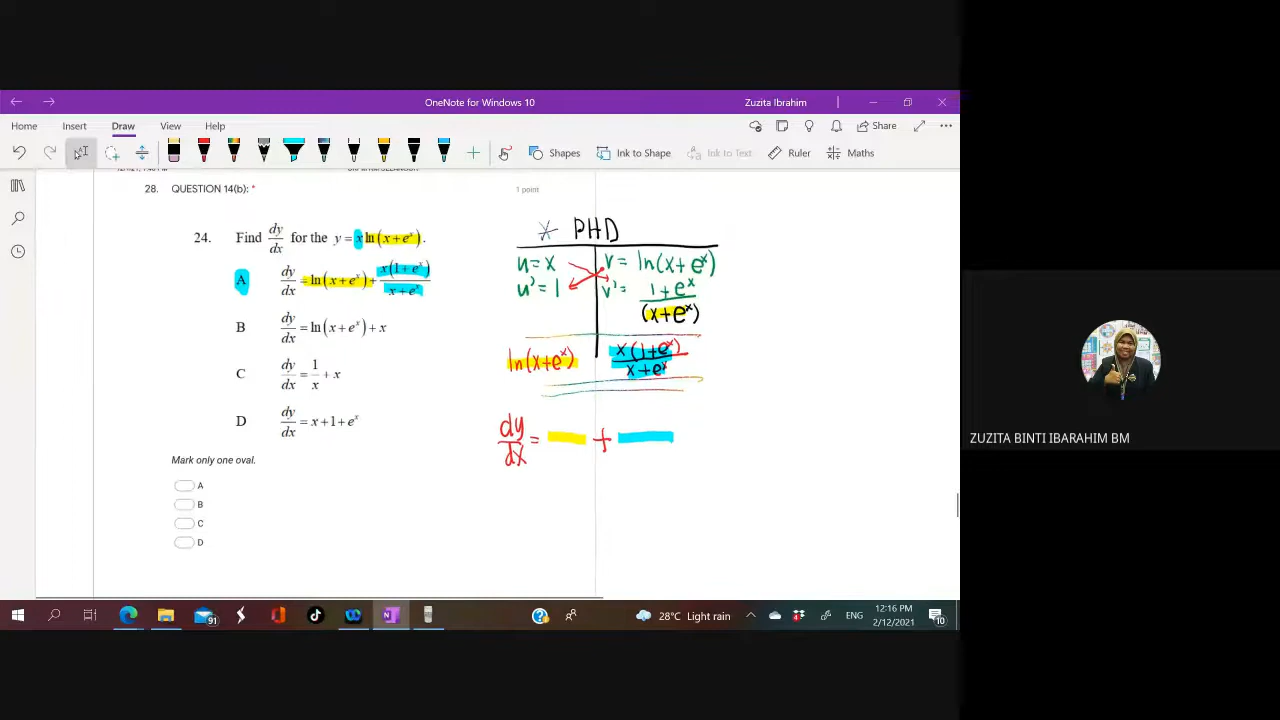 OneNote for Windows 10
Zuzita Ibrahim
Home Insert Draw View Help
Share
Shapes Ink to Shape Ink to Text Ruler Maths
28. QUESTION 14(b): *
1 point
24. Find dy/dx for the y = x ln(x + e^x).
A dy/dx = ln(x + e^x) + x(1 + e^x)/(x + e^x)
B dy/dx = ln(x + e^x) + x
C dy/dx = 1/x + x
D dy/dx = x + 1 + e^x
Mark only one oval.
A
B
C
D
* PHD
u = x v = ln(x + e^x)
u' = 1 v' = (1 + e^x)/(x + e^x)
ln(x + e^x) x(1 + e^x)/(x + e^x)
dy/dx = +
ZUZITA BINTI IBARAHIM BM
91
28°C Light rain
4
ENG
12:16 PM
2/12/2021
10